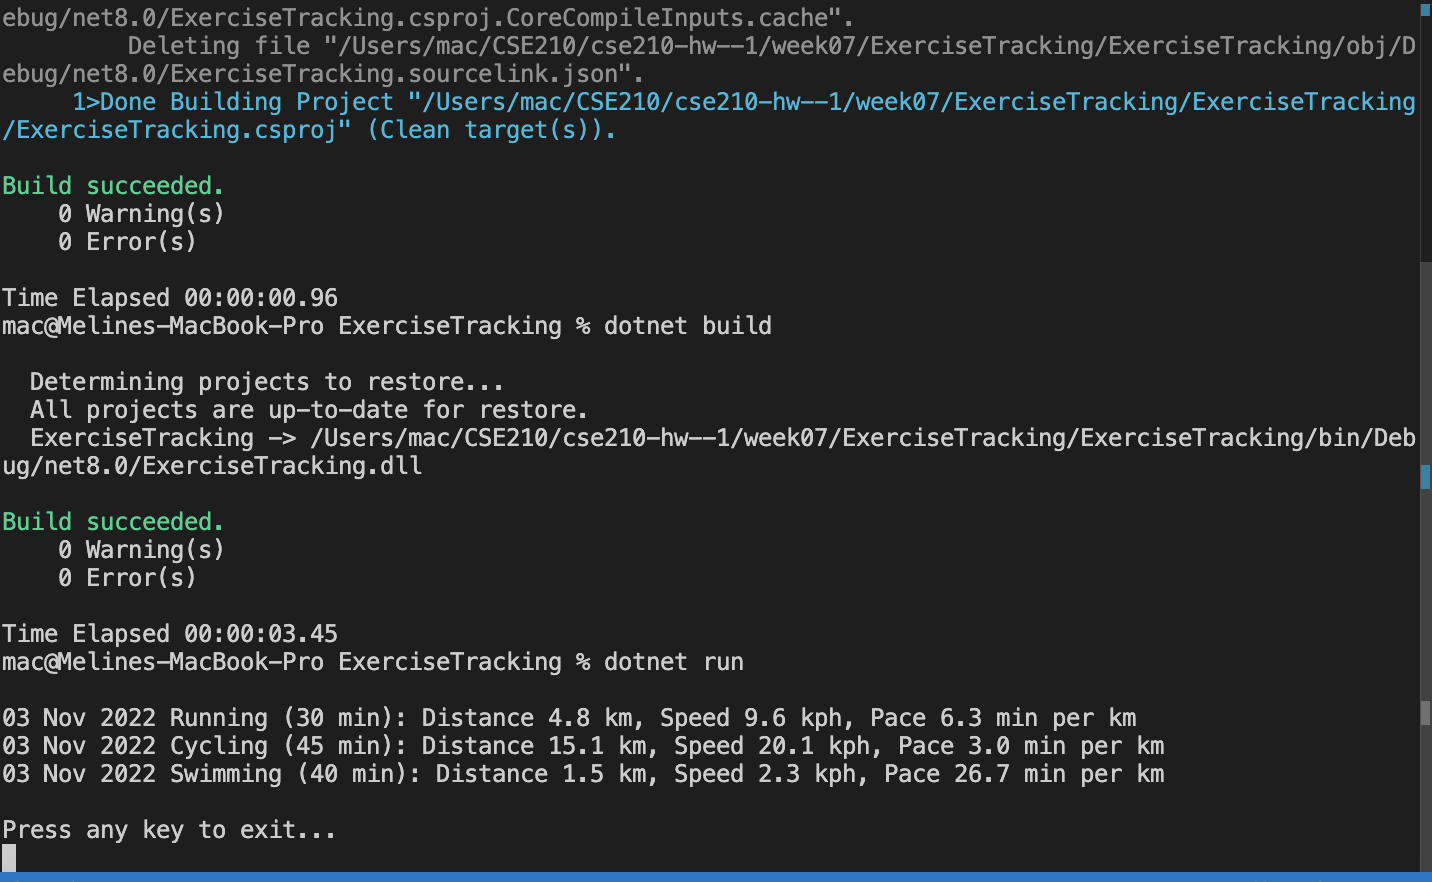 ebug/net8.0/ExerciseTracking.csproj.CoreCompileInputs.cache".
Deleting file "/Users/mac/CSE210/cse210-hw--1/week07/ExerciseTracking/ExerciseTracking/obj/D
ebug/net8.0/ExerciseTracking.sourcelink.json".
1>Done Building Project "/Users/mac/CSE210/cse210-hw--1/week07/ExerciseTracking/ExerciseTracking
/ExerciseTracking.csproj" (Clean target(s)).
Build succeeded.
0 Warning(s)
0 Error(s)
Time Elapsed 00:00:00.96
mac@Melines-MacBook-Pro ExerciseTracking % dotnet build
Determining projects to restore...
All projects are up-to-date for restore.
ExerciseTracking -> /Users/mac/CSE210/cse210-hw--1/week07/ExerciseTracking/ExerciseTracking/bin/Deb
ug/net8.0/ExerciseTracking.dll
Build succeeded.
0 Warning(s)
0 Error(s)
Time Elapsed 00:00:03.45
mac@Melines-MacBook-Pro ExerciseTracking % dotnet run
03 Nov 2022 Running (30 min): Distance 4.8 km, Speed 9.6 kph, Pace 6.3 min per km
03 Nov 2022 Cycling (45 min): Distance 15.1 km, Speed 20.1 kph, Pace 3.0 min per km
03 Nov 2022 Swimming (40 min): Distance 1.5 km, Speed 2.3 kph, Pace 26.7 min per km
Press any key to exit...